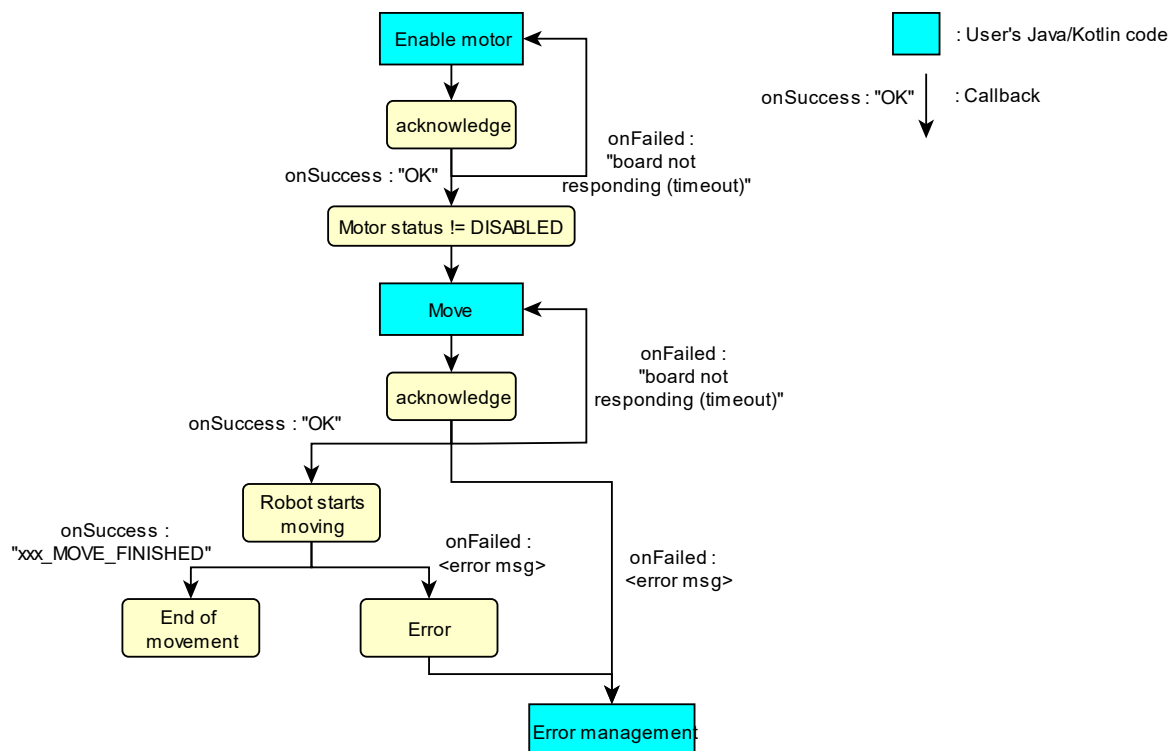 Enable motor
: User's Java/Kotlin code
onSuccess : "OK"
: Callback
acknowledge
onFailed :
"board not
responding (timeout)"
onSuccess : "OK"
Motor status != DISABLED
Move
onFailed :
"board not
responding (timeout)"
acknowledge
onSuccess : "OK"
Robot starts
moving
onSuccess :
"xxx_MOVE_FINISHED"
onFailed :
<error msg>
onFailed :
<error msg>
End of
movement
Error
Error management